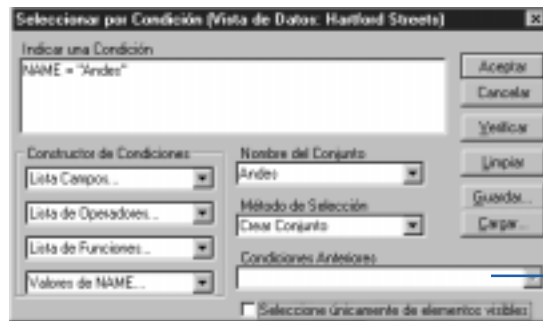 Seleccionar por Condición (Vista de Datos: Hartford Streets)
Indicar una Condición
NAME = "Andes"
Aceptar
Cancelar
Verificar
Limpiar
Guardar...
Cargar...
Constructor de Condiciones
Lista Campos...
Lista de Operadores...
Lista de Funciones...
Valores de NAME...
Nombre del Conjunto
Andes
Método de Selección
Crear Conjunto
Condiciones Anteriores
Seleccione únicamente de elementos visibles